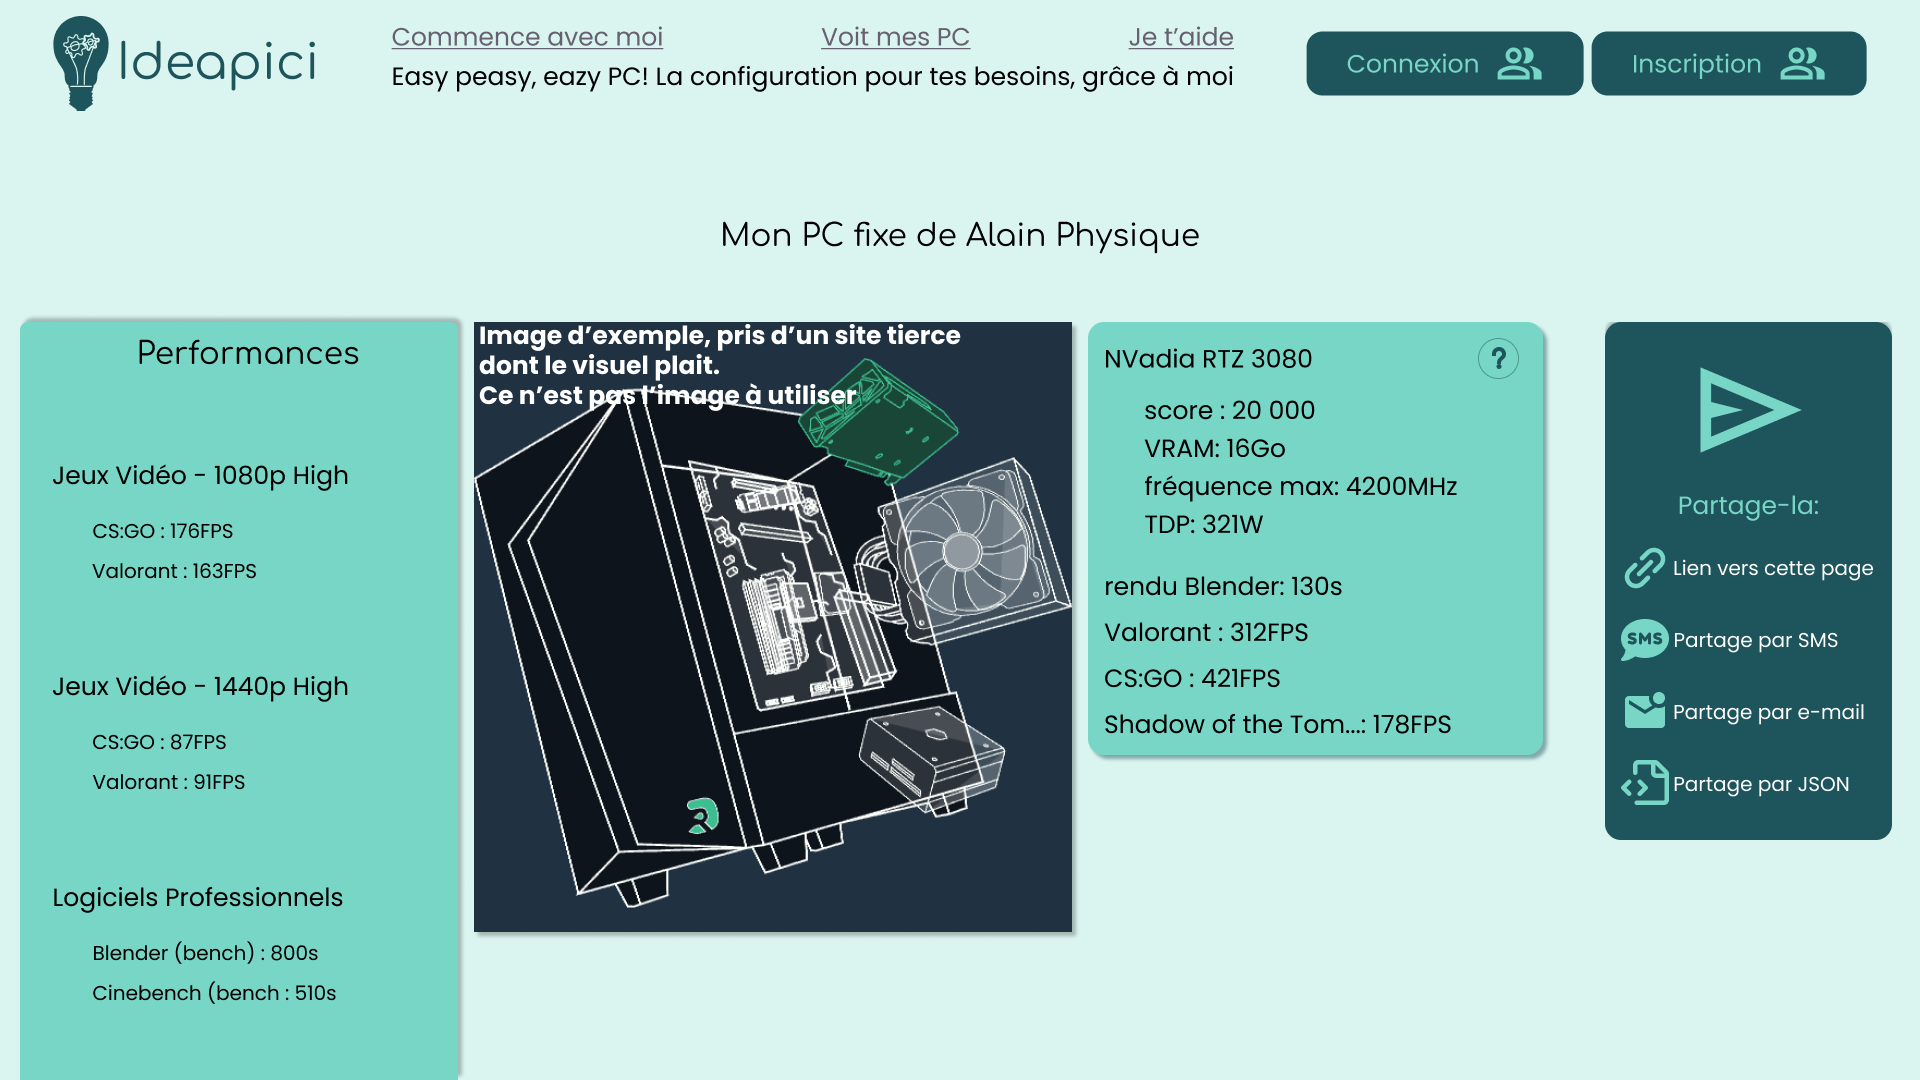 Ideapici
Commence avec moi
Voit mes PC
Je t’aide
Easy peasy, eazy PC! La configuration pour tes besoins, grâce à moi
Connexion
Inscription
Mon PC fixe de Alain Physique
Performances
Jeux Vidéo - 1080p High
CS:GO : 176FPS
Valorant : 163FPS
Jeux Vidéo - 1440p High
CS:GO : 87FPS
Valorant : 91FPS
Logiciels Professionnels
Blender (bench) : 800s
Cinebench (bench : 510s
Image d’exemple, pris d’un site tierce
dont le visuel plait.
Ce n’est pas l’image à utiliser
NVadia RTZ 3080
?
score : 20 000
VRAM: 16Go
fréquence max: 4200MHz
TDP: 321W
rendu Blender: 130s
Valorant : 312FPS
CS:GO : 421FPS
Shadow of the Tom...: 178FPS
Partage-la:
Lien vers cette page
SMS Partage par SMS
Partage par e-mail
Partage par JSON